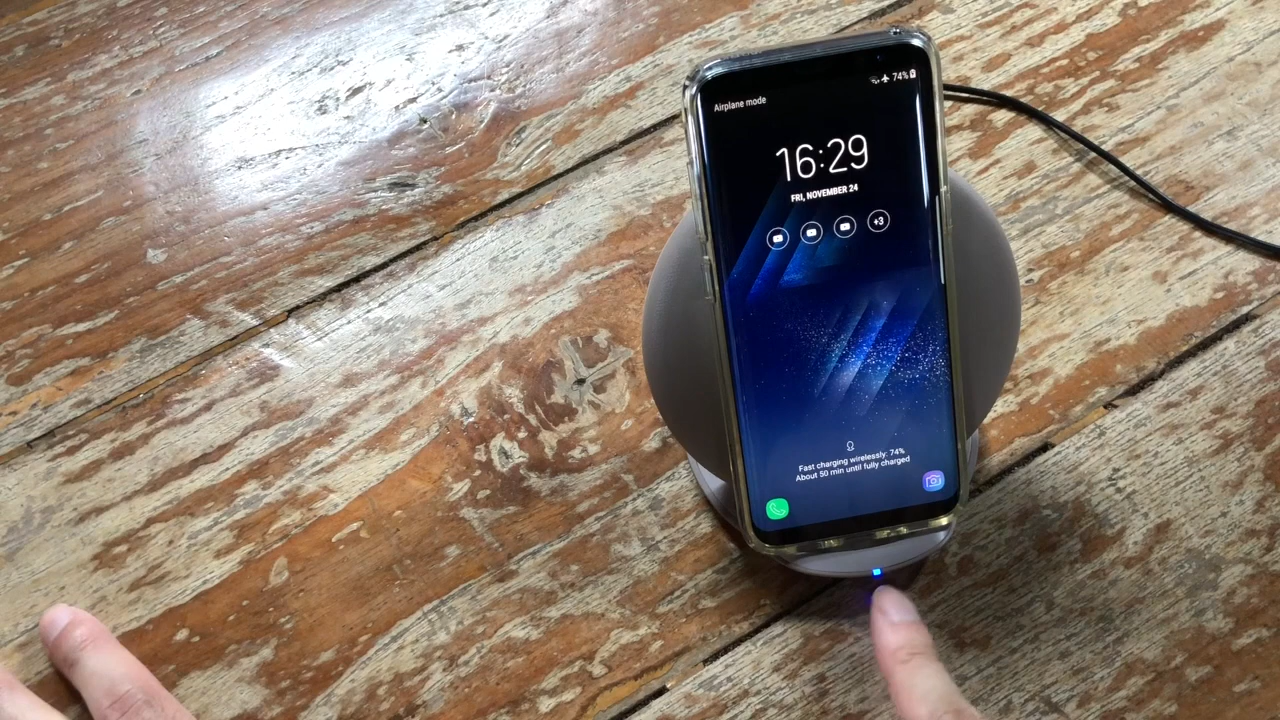 74%
Airplane mode
16:29
FRI, NOVEMBER 24
+3
Fast charging wirelessly: 74%
About 50 min until fully charged